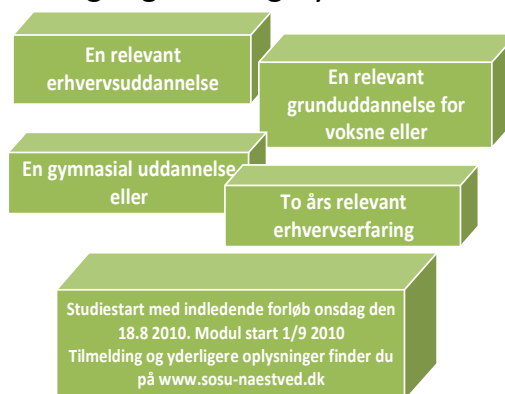 En relevant
erhvervsuddannelse
En relevant
grunduddannelse for
voksne eller
En gymnasial uddannelse
eller
To års relevant
erhvervserfaring
Studiestart med indledende forløb onsdag den
18.8 2010. Modul start 1/9 2010
Tilmelding og yderligere oplysninger finder du
på www.sosu-naestved.dk